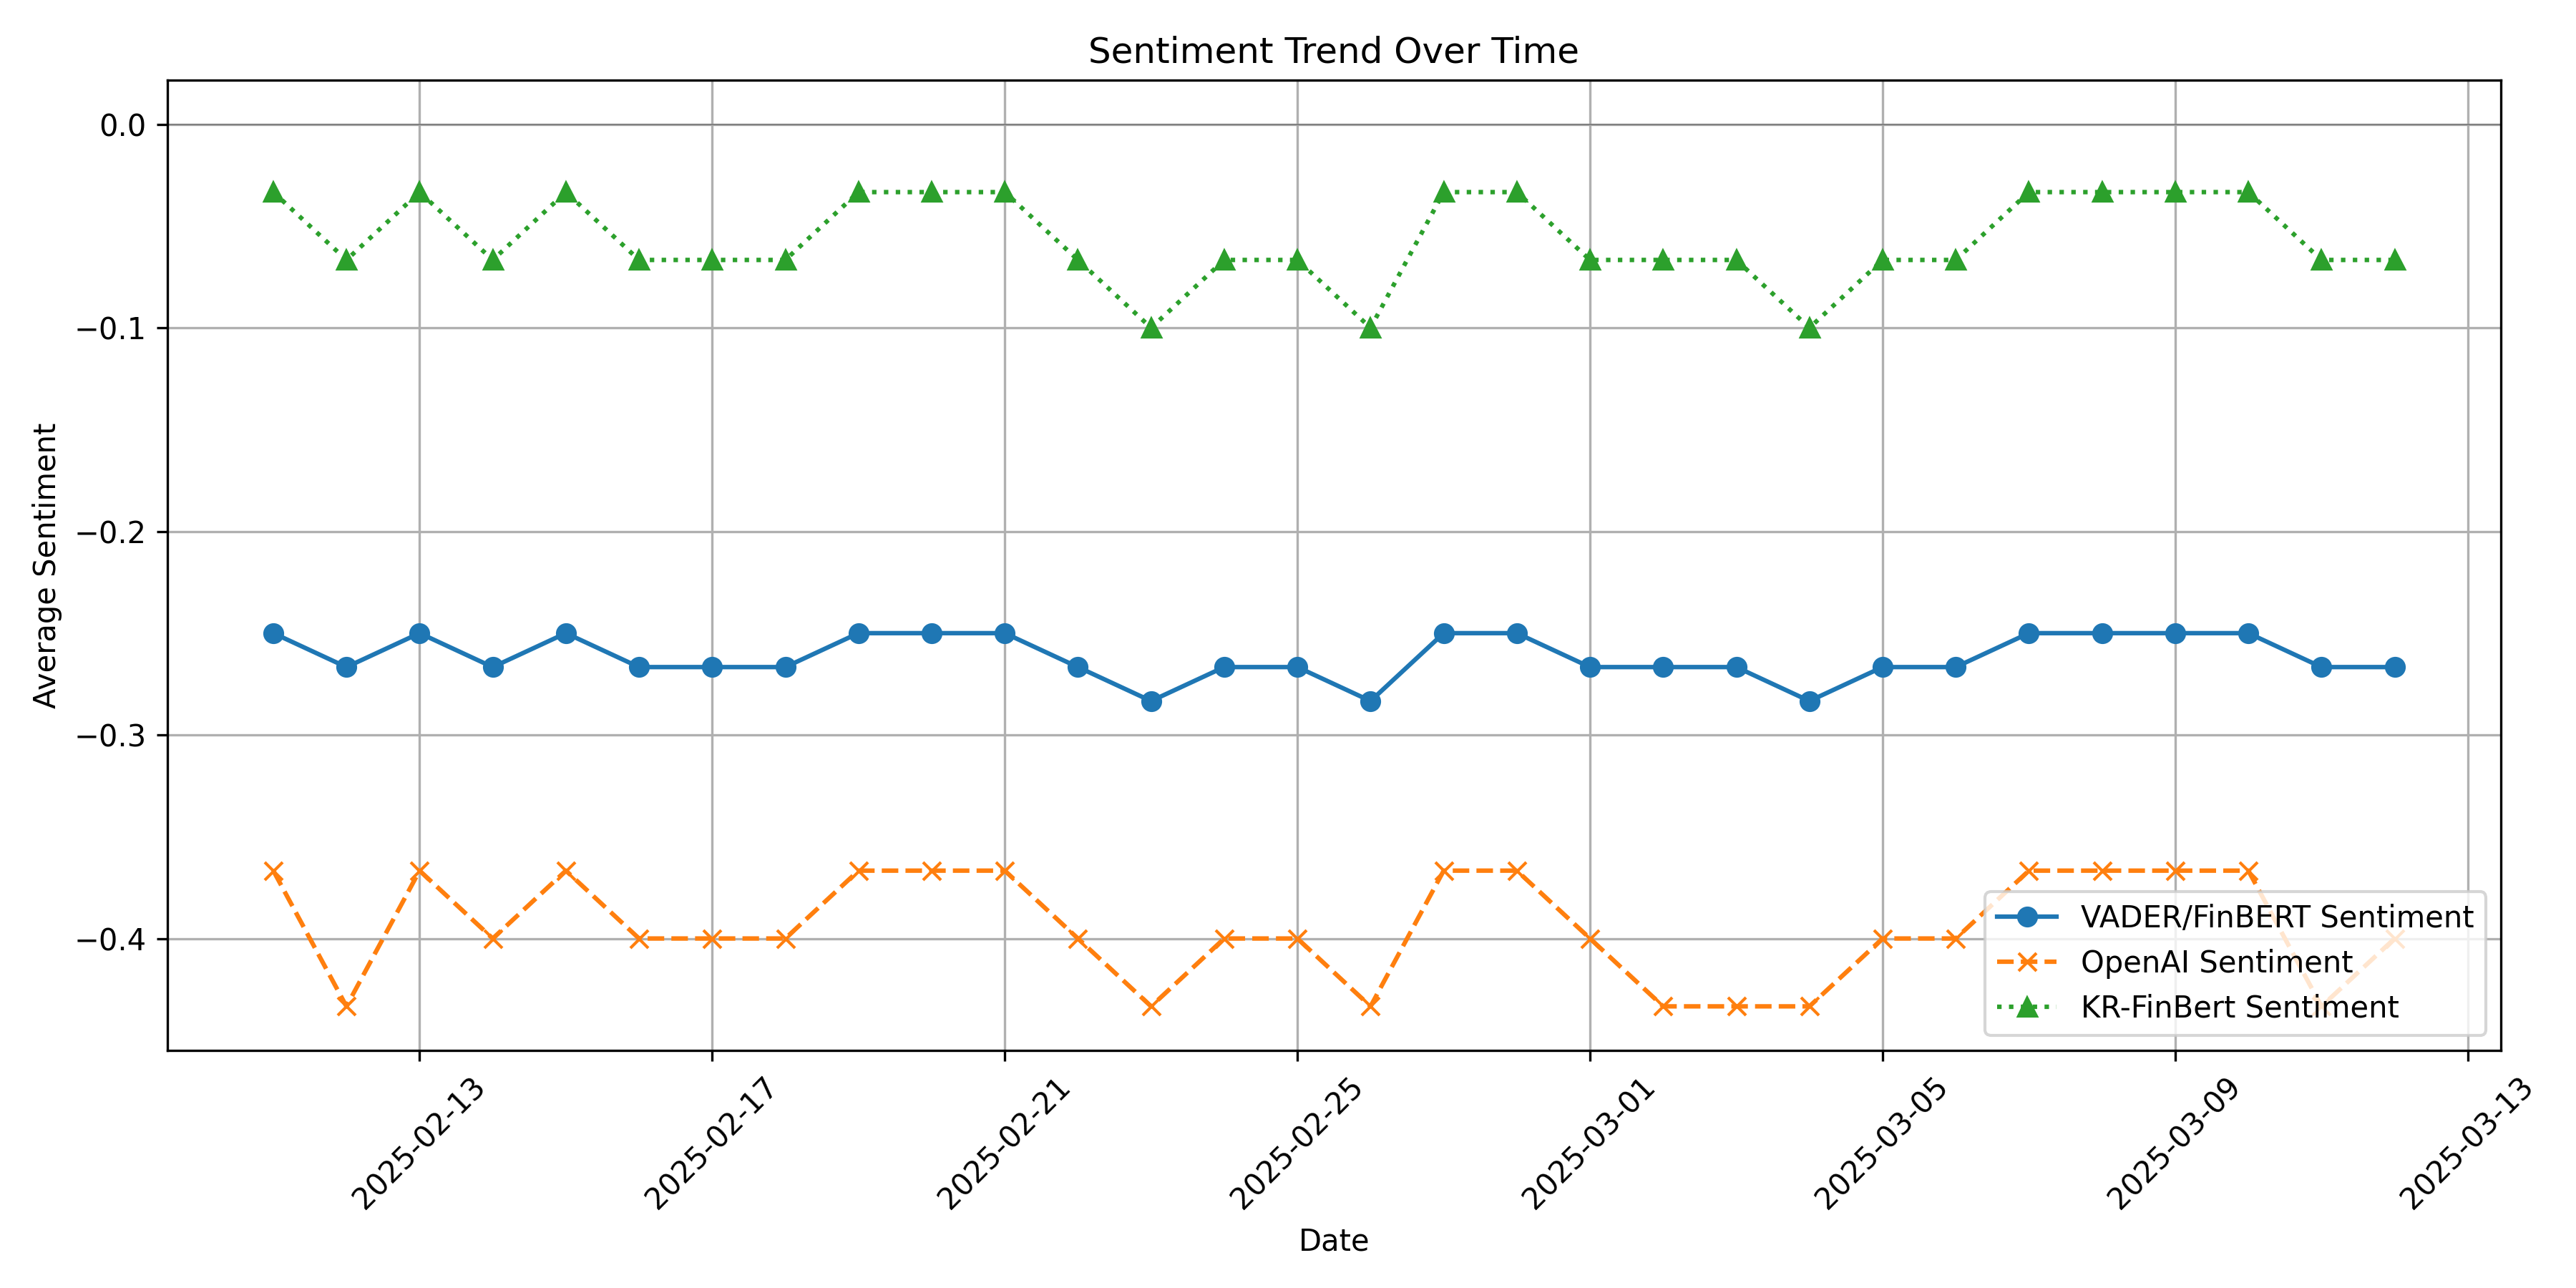 Sentiment Trend Over Time
Average Sentiment
0.0
−0.1
−0.2
−0.3
−0.4
VADER/FinBERT Sentiment
OpenAI Sentiment
KR-FinBert Sentiment
2025-02-13
2025-02-17
2025-02-21
2025-02-25
2025-03-01
2025-03-05
2025-03-09
2025-03-13
Date